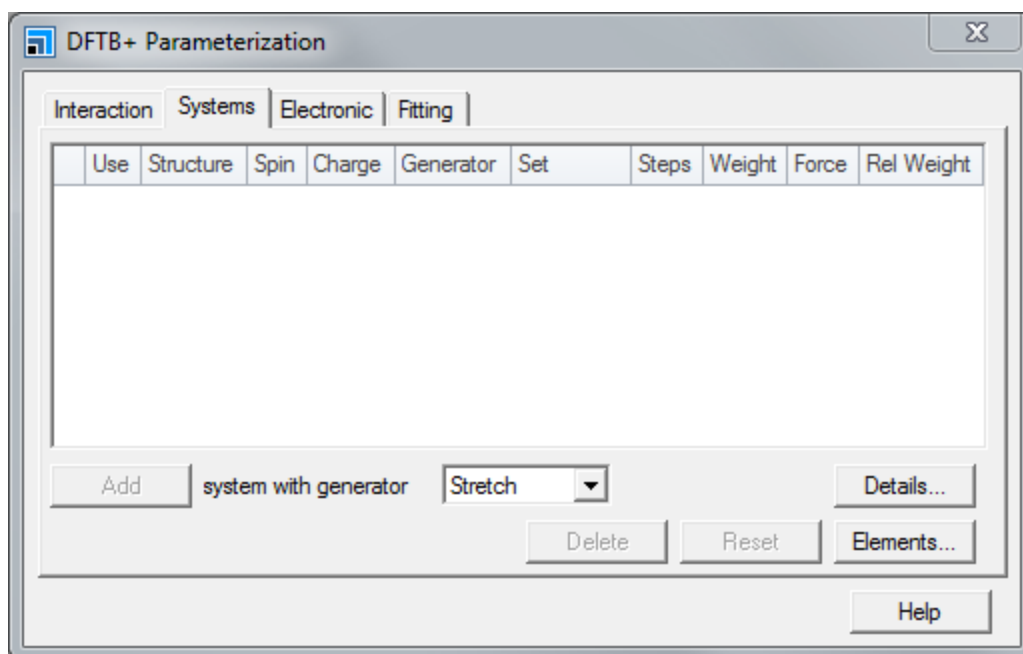 DFTB+ Parameterization
Interaction Systems Electronic Fitting
Use Structure Spin Charge Generator Set Steps Weight Force Rel Weight
Add system with generator Stretch Details...
Delete Reset Elements...
Help